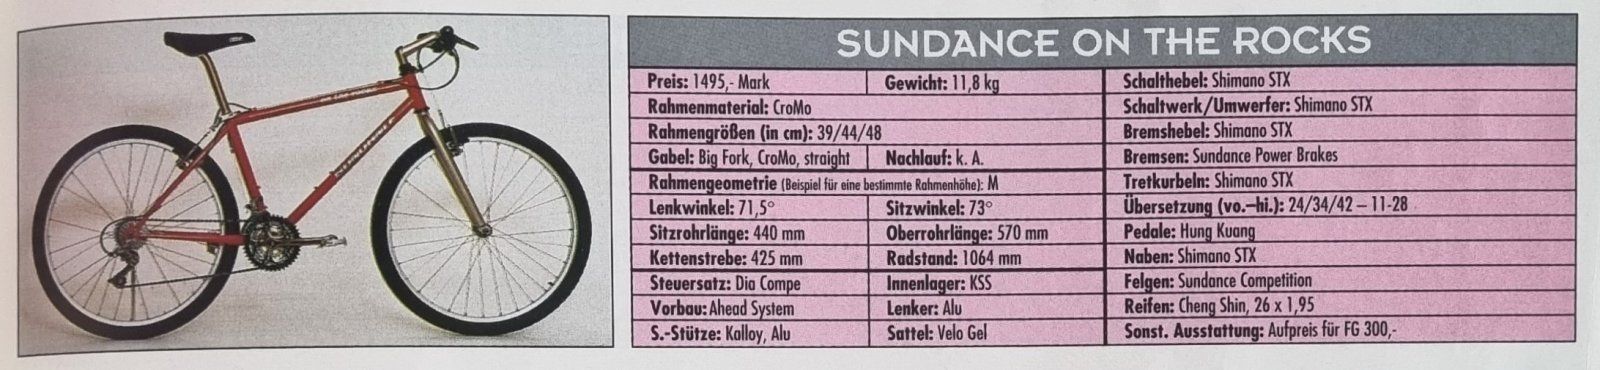 SUNDANCE ON THE ROCKS
Preis: 1495,- Mark
Gewicht: 11,8 kg
Rahmenmaterial: CroMo
Rahmengrößen (in cm): 39/44/48
Gabel: Big Fork, CroMo, straight
Nachlauf: k. A.
Rahmengeometrie (Beispiel für eine bestimmte Rahmenhöhe): M
Lenkwinkel: 71,5°
Sitzwinkel: 73°
Sitzrohrlänge: 440 mm
Oberrohrlänge: 570 mm
Kettenstrebe: 425 mm
Radstand: 1064 mm
Steuersatz: Dia Compe
Innenlager: KSS
Vorbau: Ahead System
Lenker: Alu
S.-Stütze: Kalloy, Alu
Sattel: Velo Gel
Schalthebel: Shimano STX
Schaltwerk/Umwerfer: Shimano STX
Bremshebel: Shimano STX
Bremsen: Sundance Power Brakes
Tretkurbeln: Shimano STX
Übersetzung (vo.–hi.): 24/34/42 – 11-28
Pedale: Hung Kuang
Naben: Shimano STX
Felgen: Sundance Competition
Reifen: Cheng Shin, 26 x 1,95
Sonst. Ausstattung: Aufpreis für FG 300,-